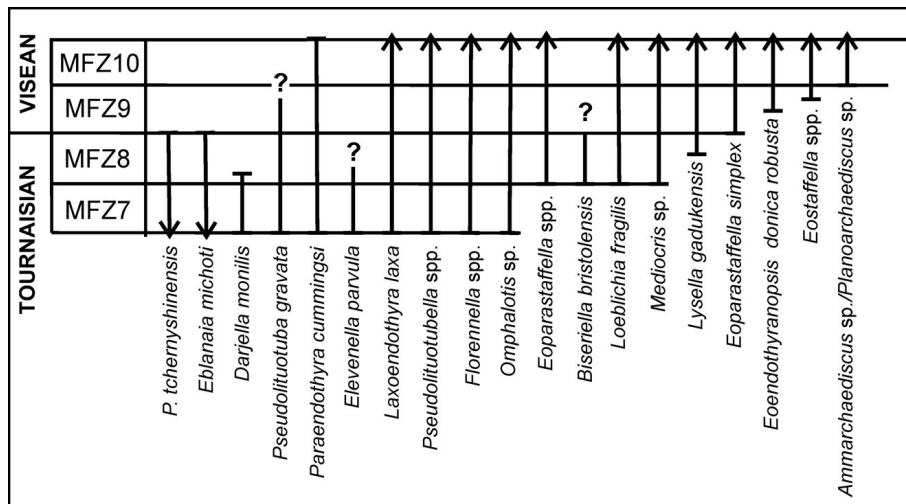 VISEAN
TOURNAISIAN
MFZ10
MFZ9
MFZ8
MFZ7
?
?
?
P. tchernyshinensis
Eblanaia michoti
Darjella monilis
Pseudolituotuba gravata
Paraendothyra cummingsi
Elevenella parvula
Laxoendothyra laxa
Pseudolituotubella spp.
Florennella spp.
Omphalotis sp.
Eoparastaffella spp.
Biseriella bristolensis
Loeblichia fragilis
Mediocris sp.
Lysella gadukensis
Eoparastaffella simplex
Eoendothyranopsis donica robusta
Eostaffella spp.
Ammarchaediscus sp./Planoarchaediscus sp.